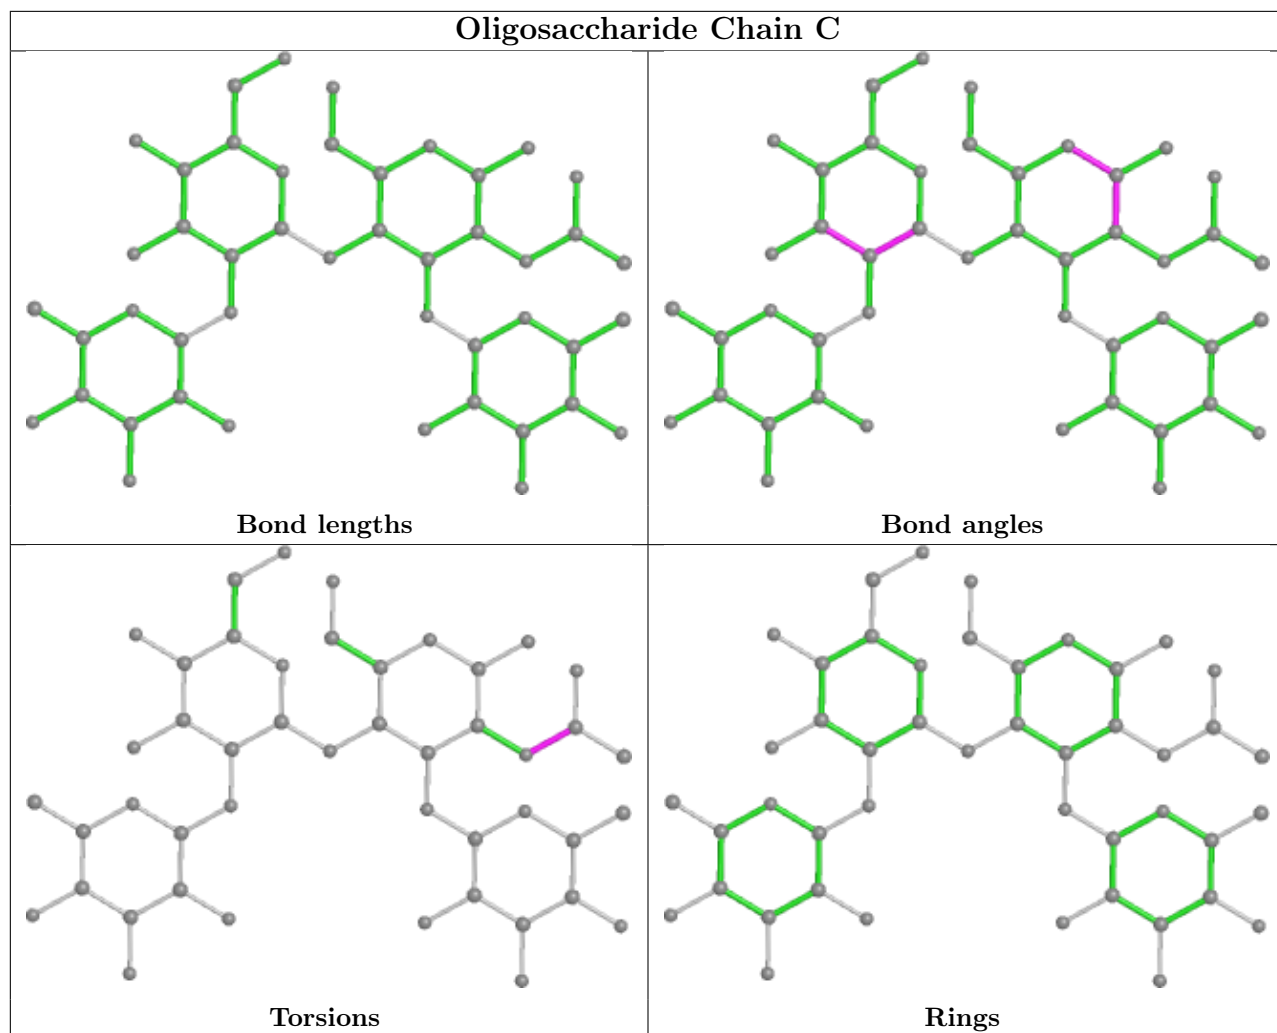 Oligosaccharide Chain C
Bond lengths
Bond angles
Torsions
Rings